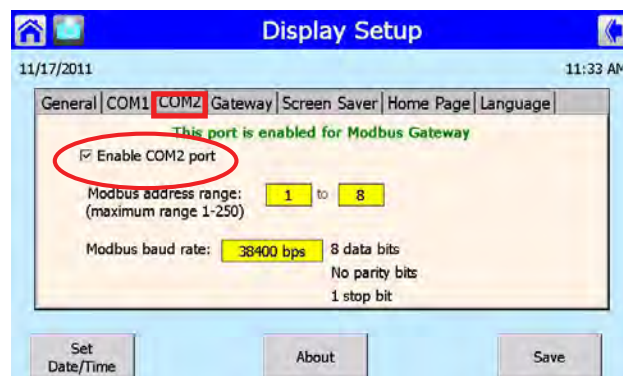 Display Setup
11/17/2011
11:33 AM
General COM1 COM2 Gateway Screen Saver Home Page Language
This port is enabled for Modbus Gateway
Enable COM2 port
Modbus address range: 1 to 8
(maximum range 1-250)
Modbus baud rate: 38400 bps 8 data bits
No parity bits
1 stop bit
Set
Date/Time
About
Save